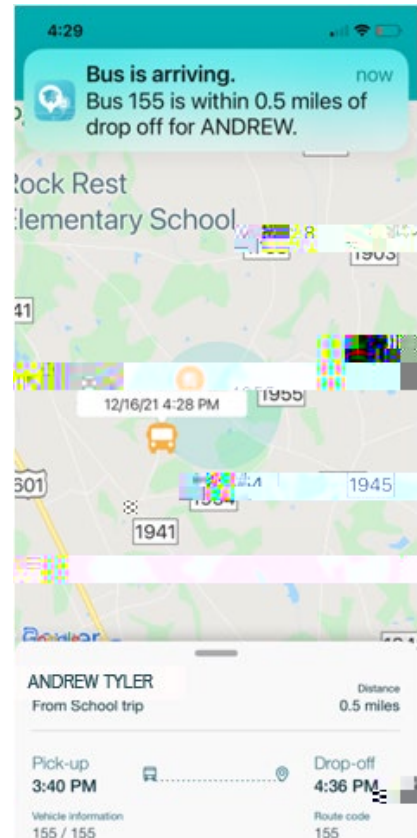 4:29
Bus is arriving.
now
Bus 155 is within 0.5 miles of
drop off for ANDREW.
Rock Rest
Elementary School
1903
41
1955
12/16/21 4:28 PM
601
1945
1941
ANDREW TYLER
Distance
From School trip
0.5 miles
Pick-up
Drop-off
3:40 PM
4:36 PM
Vehicle information
Route code
155 / 155
155